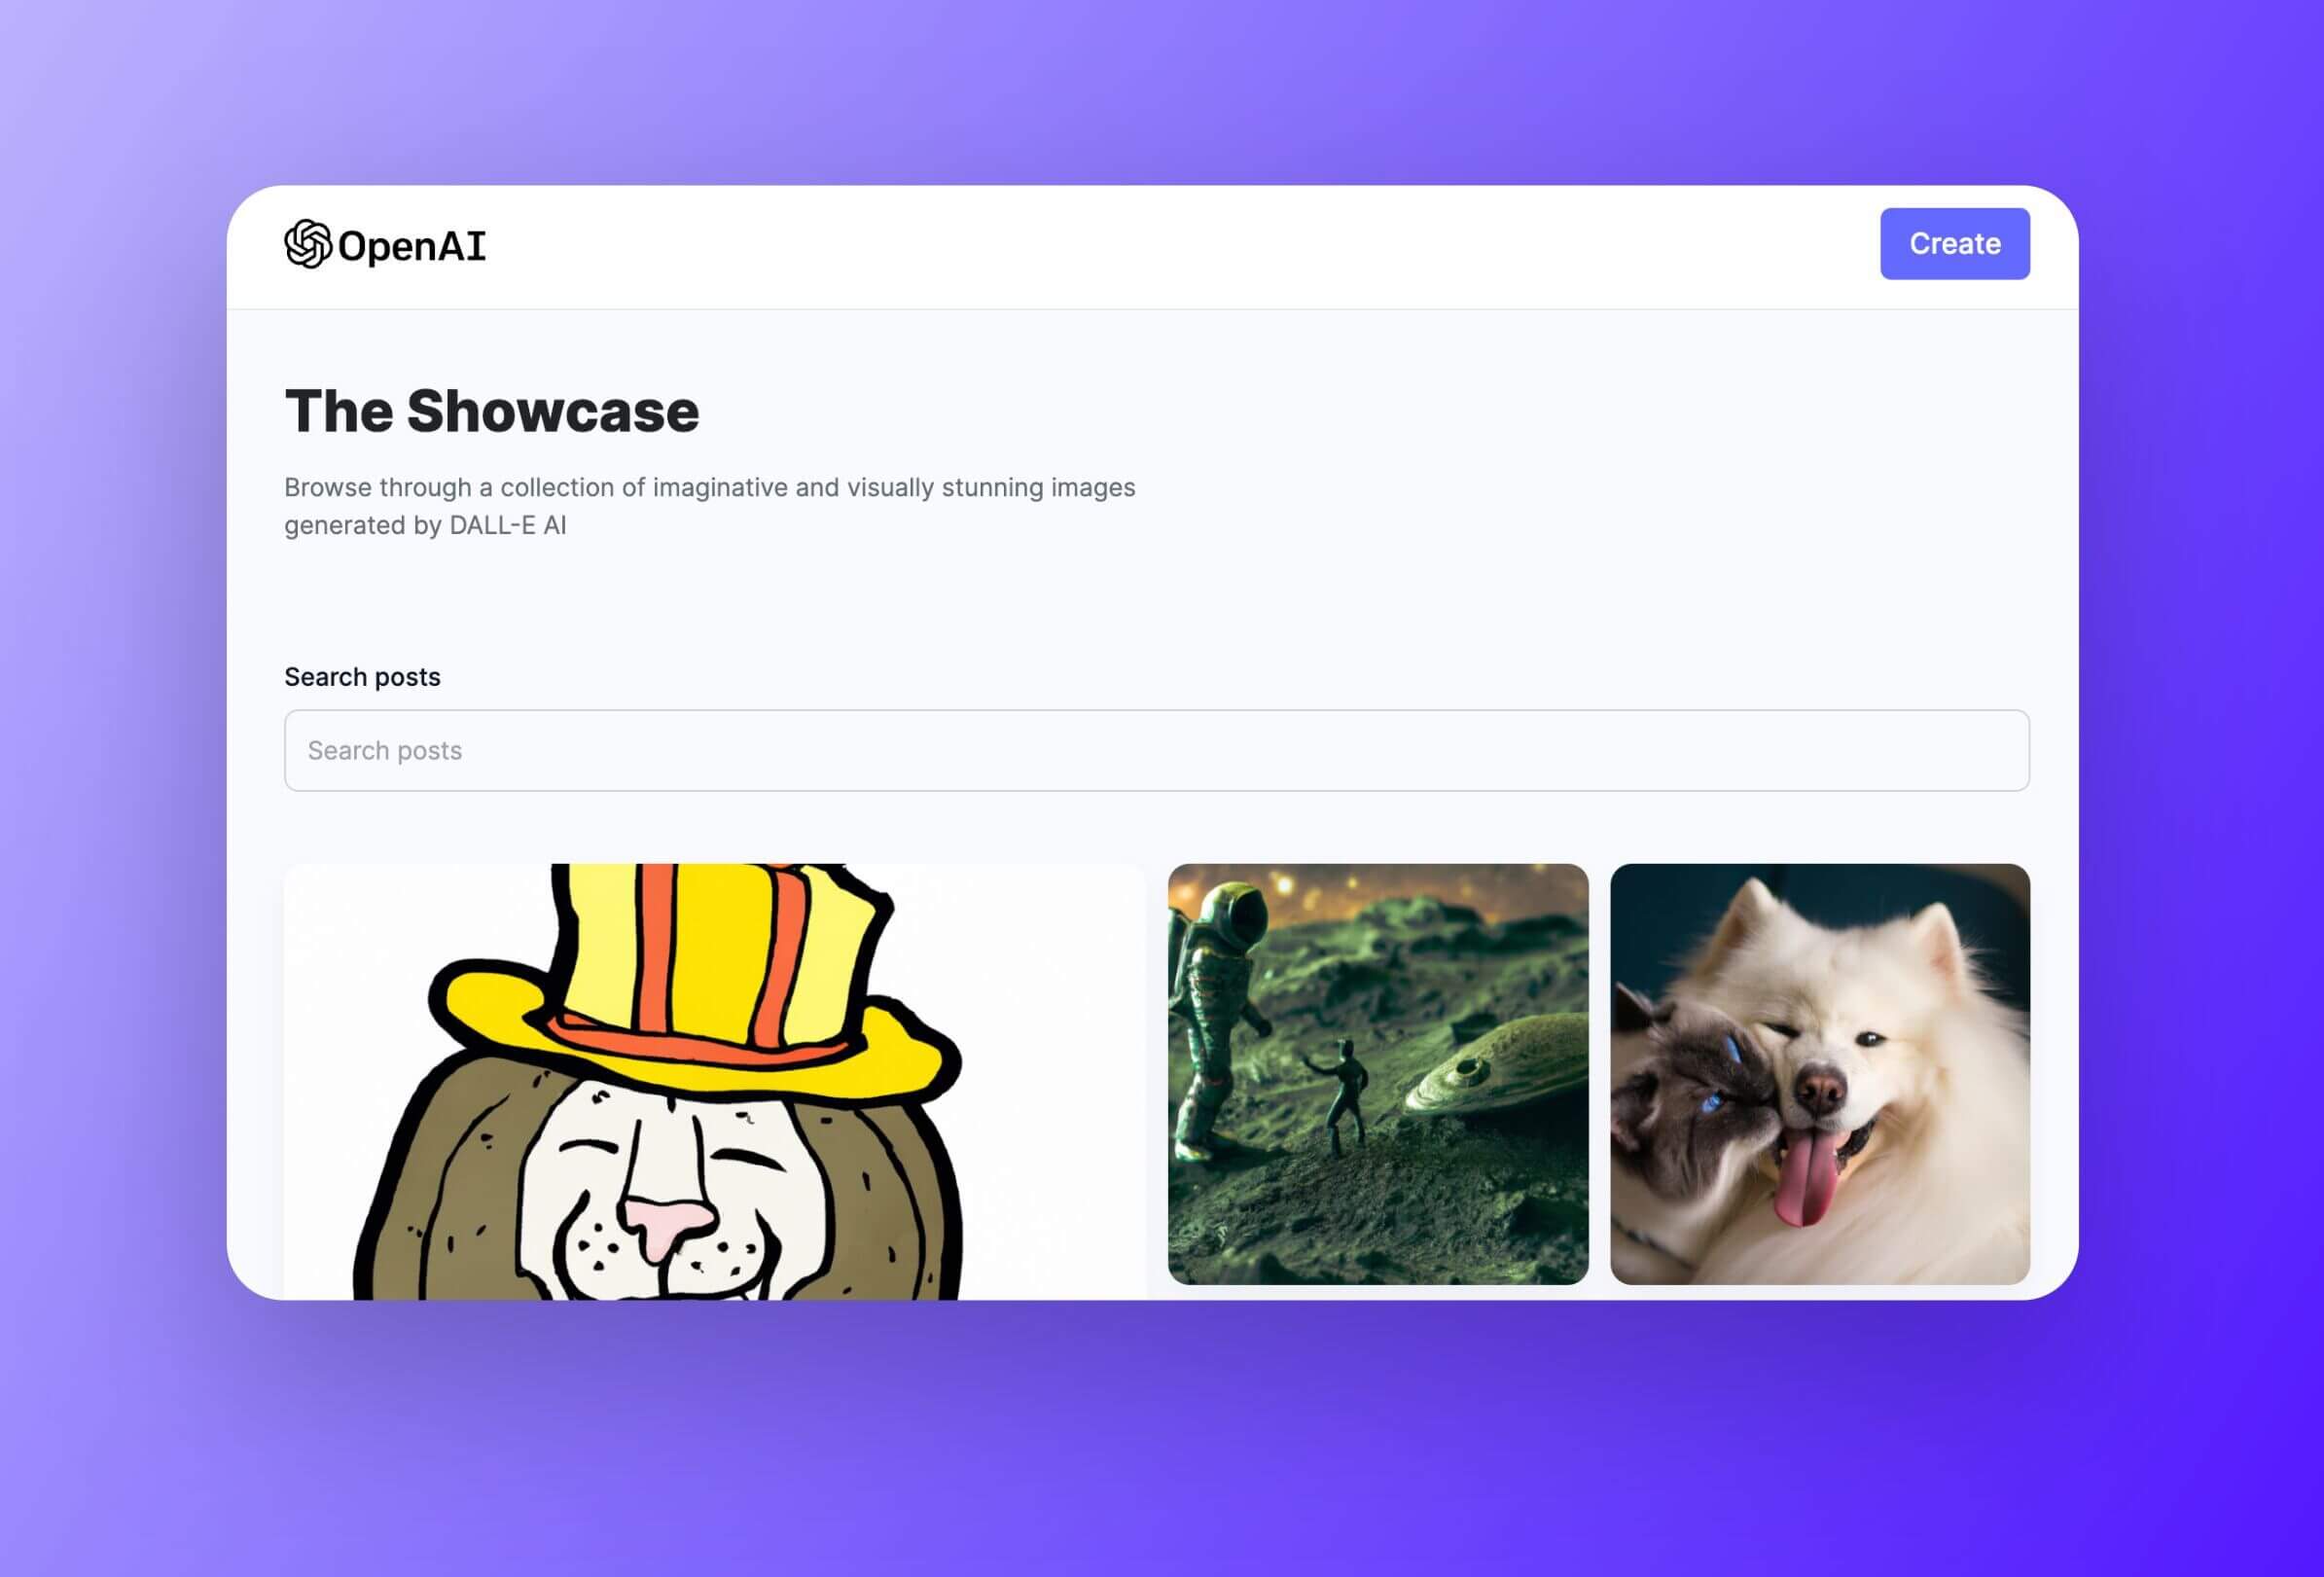 OpenAI
Create
The Showcase
Browse through a collection of imaginative and visually stunning images
generated by DALL-E AI
Search posts
Search posts